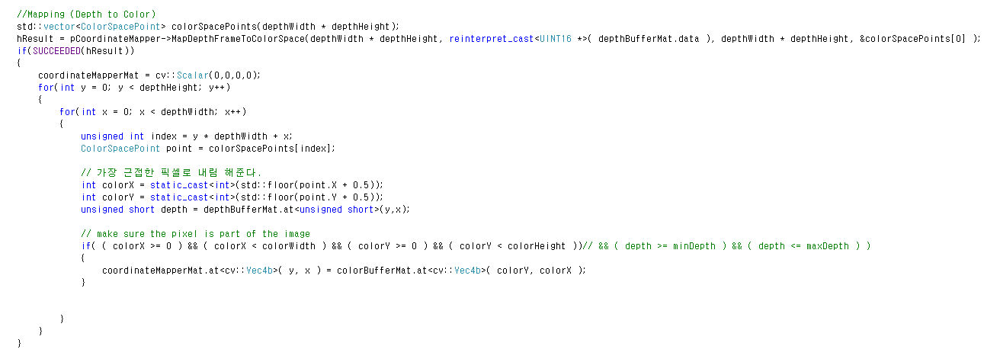 //Mapping (Depth to Color)
std::vector<ColorSpacePoint> colorSpacePoints(depthWidth * depthHeight);
hResult = pCoordinateMapper->MapDepthFrameToColorSpace(depthWidth * depthHeight, reinterpret_cast<UINT16 *>( depthBufferMat.data ), depthWidth * depthHeight, &colorSpacePoints[0] );
if(SUCCEEDED(hResult))
{
    coordinateMapperMat = cv::Scalar(0,0,0,0);
    for(int y = 0; y < depthHeight; y++)
    {
        for(int x = 0; x < depthWidth; x++)
        {
            unsigned int index = y * depthWidth + x;
            ColorSpacePoint point = colorSpacePoints[index];

            // 가장 근접한 픽셀로 내림 해준다.
            int colorX = static_cast<int>(std::floor(point.X + 0.5));
            int colorY = static_cast<int>(std::floor(point.Y + 0.5));
            unsigned short depth = depthBufferMat.at<unsigned short>(y,x);

            // make sure the pixel is part of the image
            if( ( colorX >= 0 ) && ( colorX < colorWidth ) && ( colorY >= 0 ) && ( colorY < colorHeight ))// && ( depth >= minDepth ) && ( depth <= maxDepth ) )
            {
                coordinateMapperMat.at<cv::Vec4b>( y, x ) = colorBufferMat.at<cv::Vec4b>( colorY, colorX );
            }


        }
    }
}